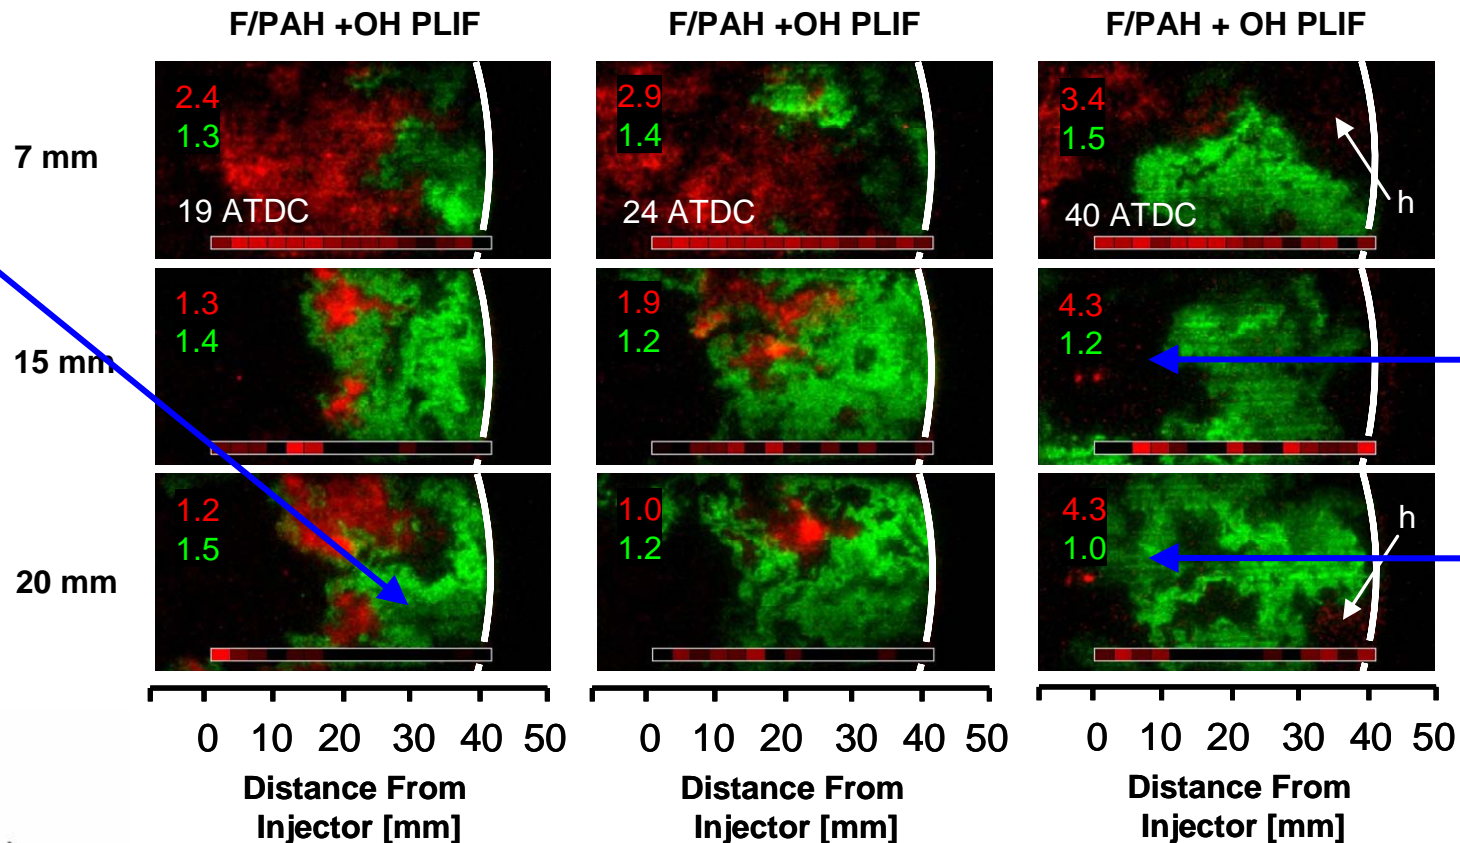 F/PAH +OH PLIF
F/PAH +OH PLIF
F/PAH + OH PLIF
7 mm
2.4
1.3
19 ATDC
2.9
1.4
24 ATDC
3.4
1.5
40 ATDC
h
15 mm
1.3
1.4
1.9
1.2
4.3
1.2
20 mm
1.2
1.5
1.0
1.2
4.3
1.0
h
0 10 20 30 40 50
0 10 20 30 40 50
0 10 20 30 40 50
Distance From
Injector [mm]
Distance From
Injector [mm]
Distance From
Injector [mm]